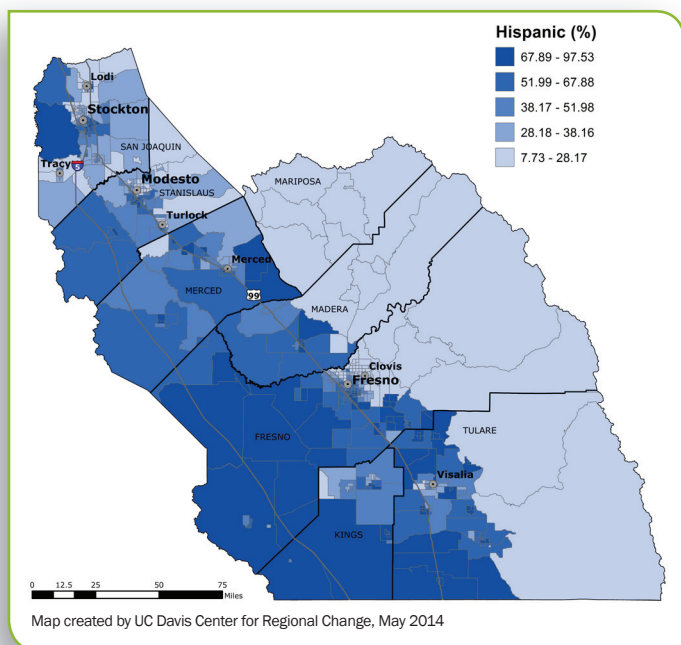 Hispanic (%)
67.89 - 97.53
51.99 - 67.88
38.17 - 51.98
28.18 - 38.16
7.73 - 28.17
Lodi
Stockton
SAN JOAQUIN
Tracy
5
Modesto
STANISLAUS
Turlock
MARIPOSA
Merced
MERCED
99
MADERA
Clovis
Fresno
FRESNO
TULARE
Visalia
KINGS
0 12.5 25 50 75
Miles
Map created by UC Davis Center for Regional Change, May 2014